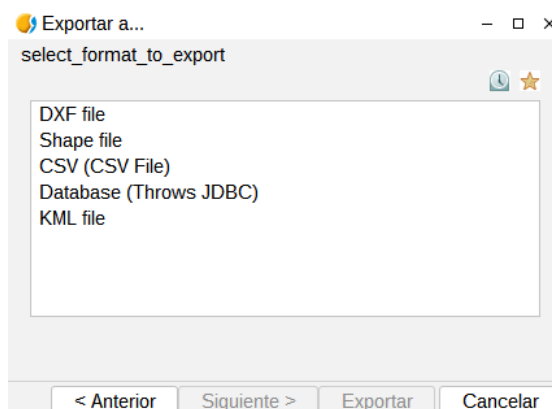 Exportar a...
select_format_to_export
DXF file
Shape file
CSV (CSV File)
Database (Throws JDBC)
KML file
< Anterior Siguiente > Exportar Cancelar